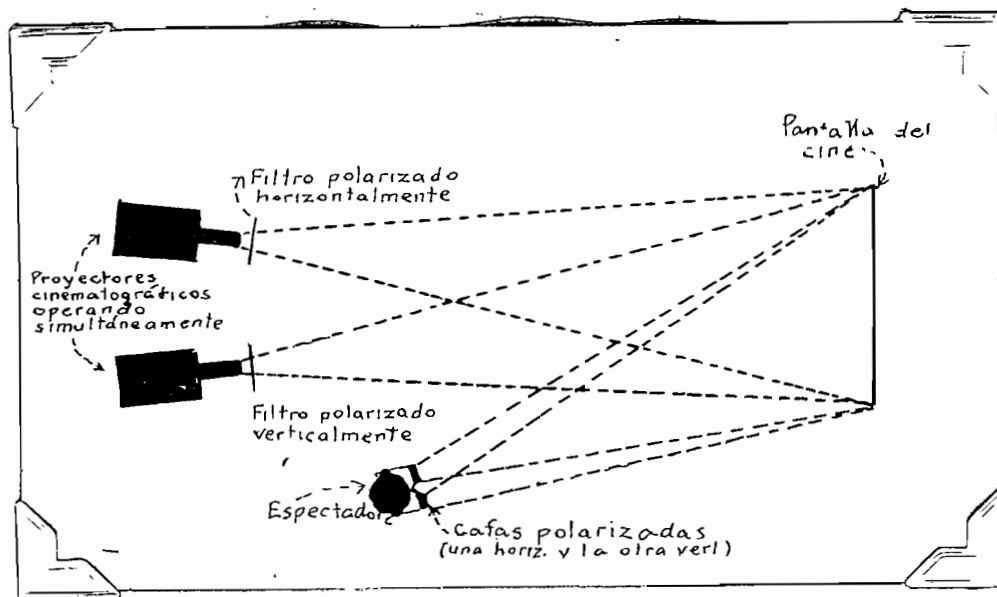 Pantalla del
cine
Filtro polarizado
horizontalmente
Proyectores
cinematográficos
operando
simultáneamente
Filtro polarizado
verticalmente
Espectador
Gafas polarizadas
(una horiz. y la otra vert)